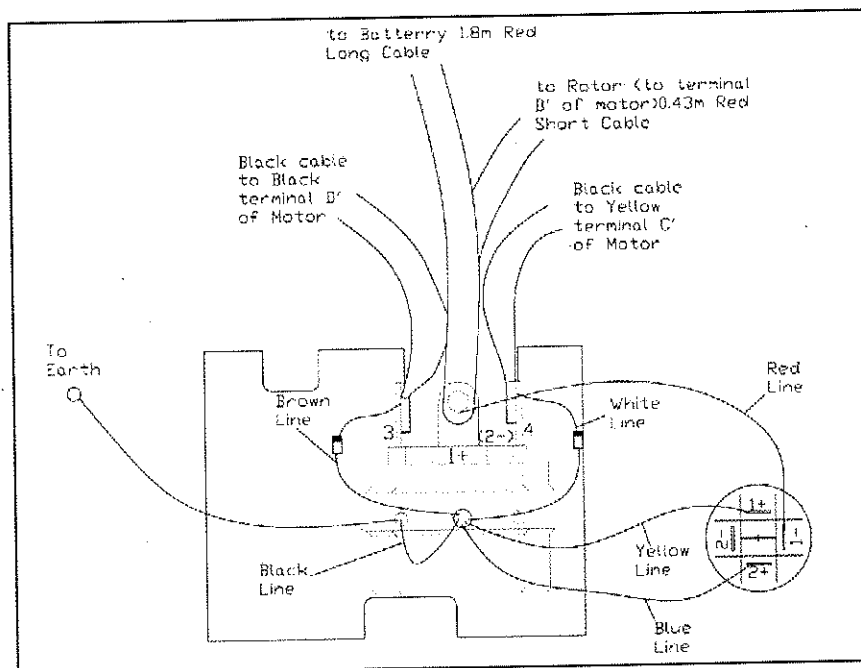 to Batterry 1.8m Red
Long Cable
to Rotor (to terminal
B' of motor)0.43m Red
Short Cable
Black cable
to Black
terminal D'
of Motor
Black cable
to Yellow
terminal C'
of Motor
To
Earth
Brown
Line
White
Line
Red
Line
3
(2-)
4
1+
1+
2-
+
1-
2+
Black
Line
Yellow
Line
Blue
Line